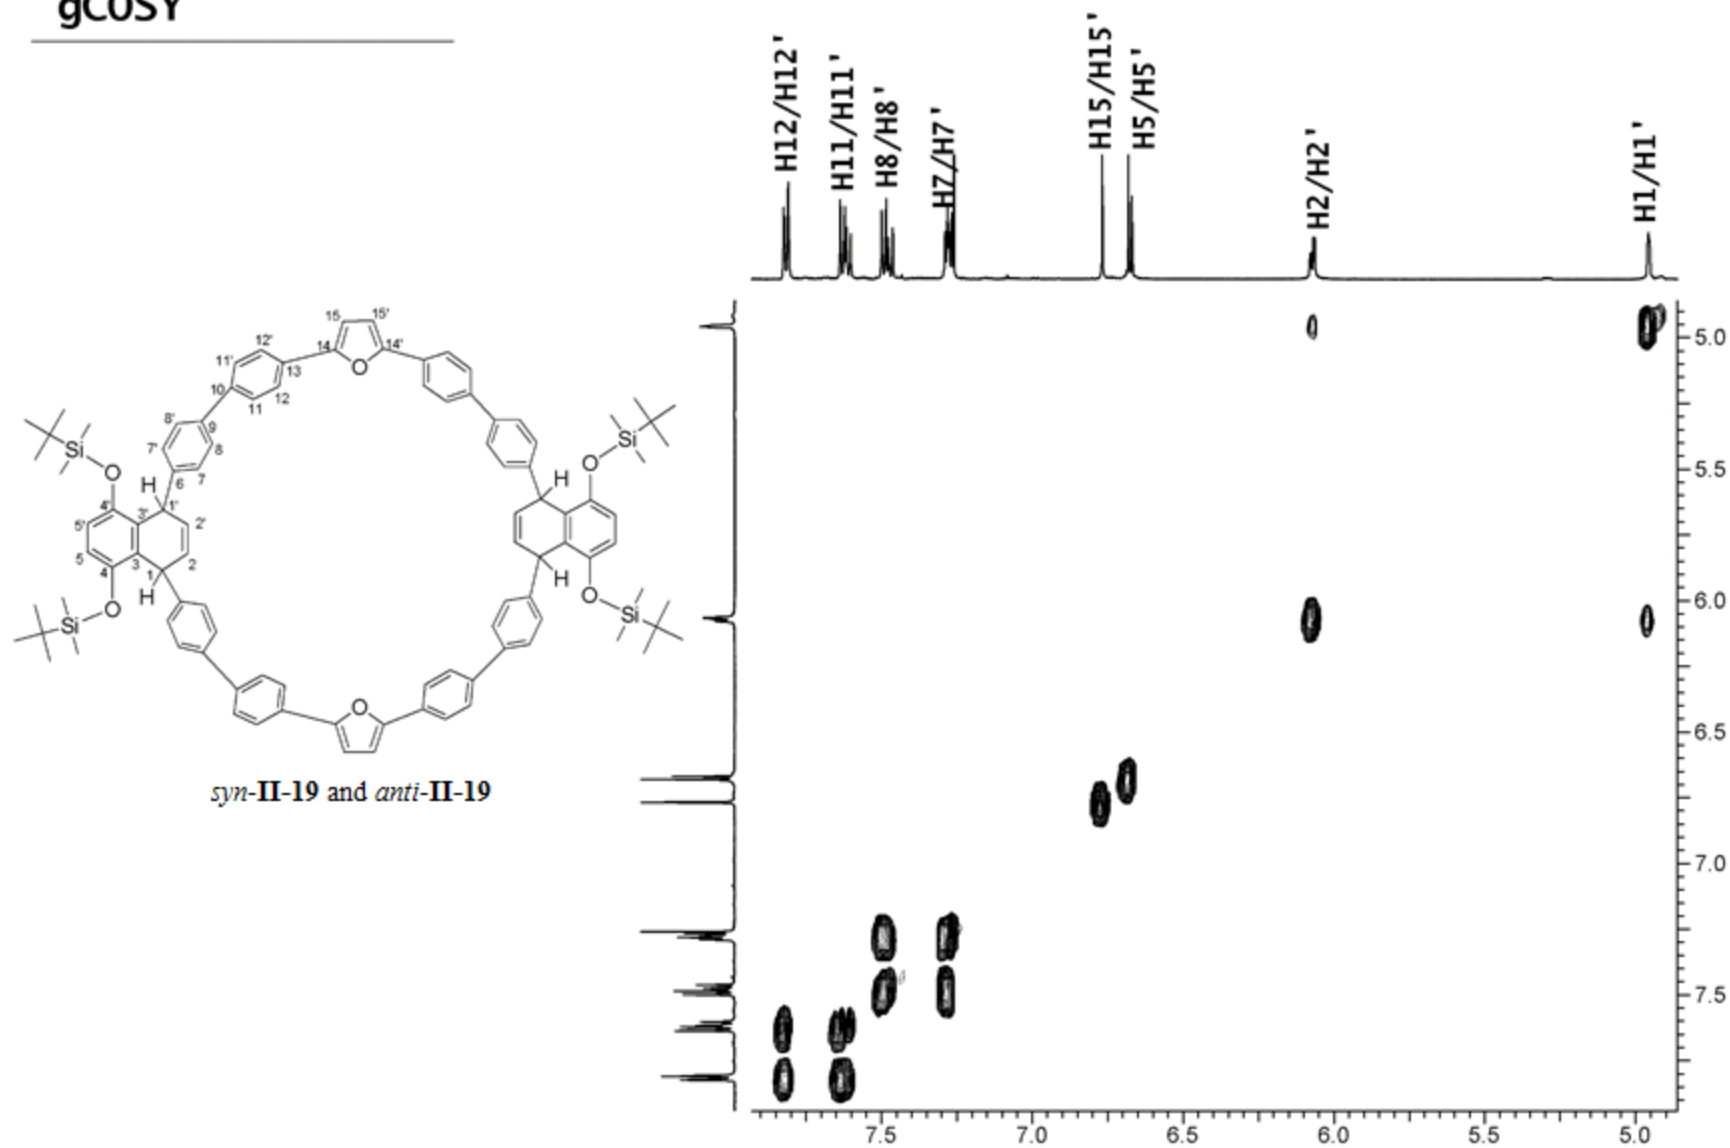 gCOSY
H12/H12'
H11/H11'
H8/H8'
H7/H7'
H15/H15'
H5/H5'
H2/H2'
H1/H1'
15
15'
14
14'
O
12'
13
11'
10
12
11
8'
9
8
7'
7
6
Si
O
H
4'
1'
3'
5'
2'
5
3
2
4
1
H
O
Si
Si
O
H
H
O
Si
O
syn-II-19 and anti-II-19
5.0
5.5
6.0
6.5
7.0
7.5
7.5
7.0
6.5
6.0
5.5
5.0